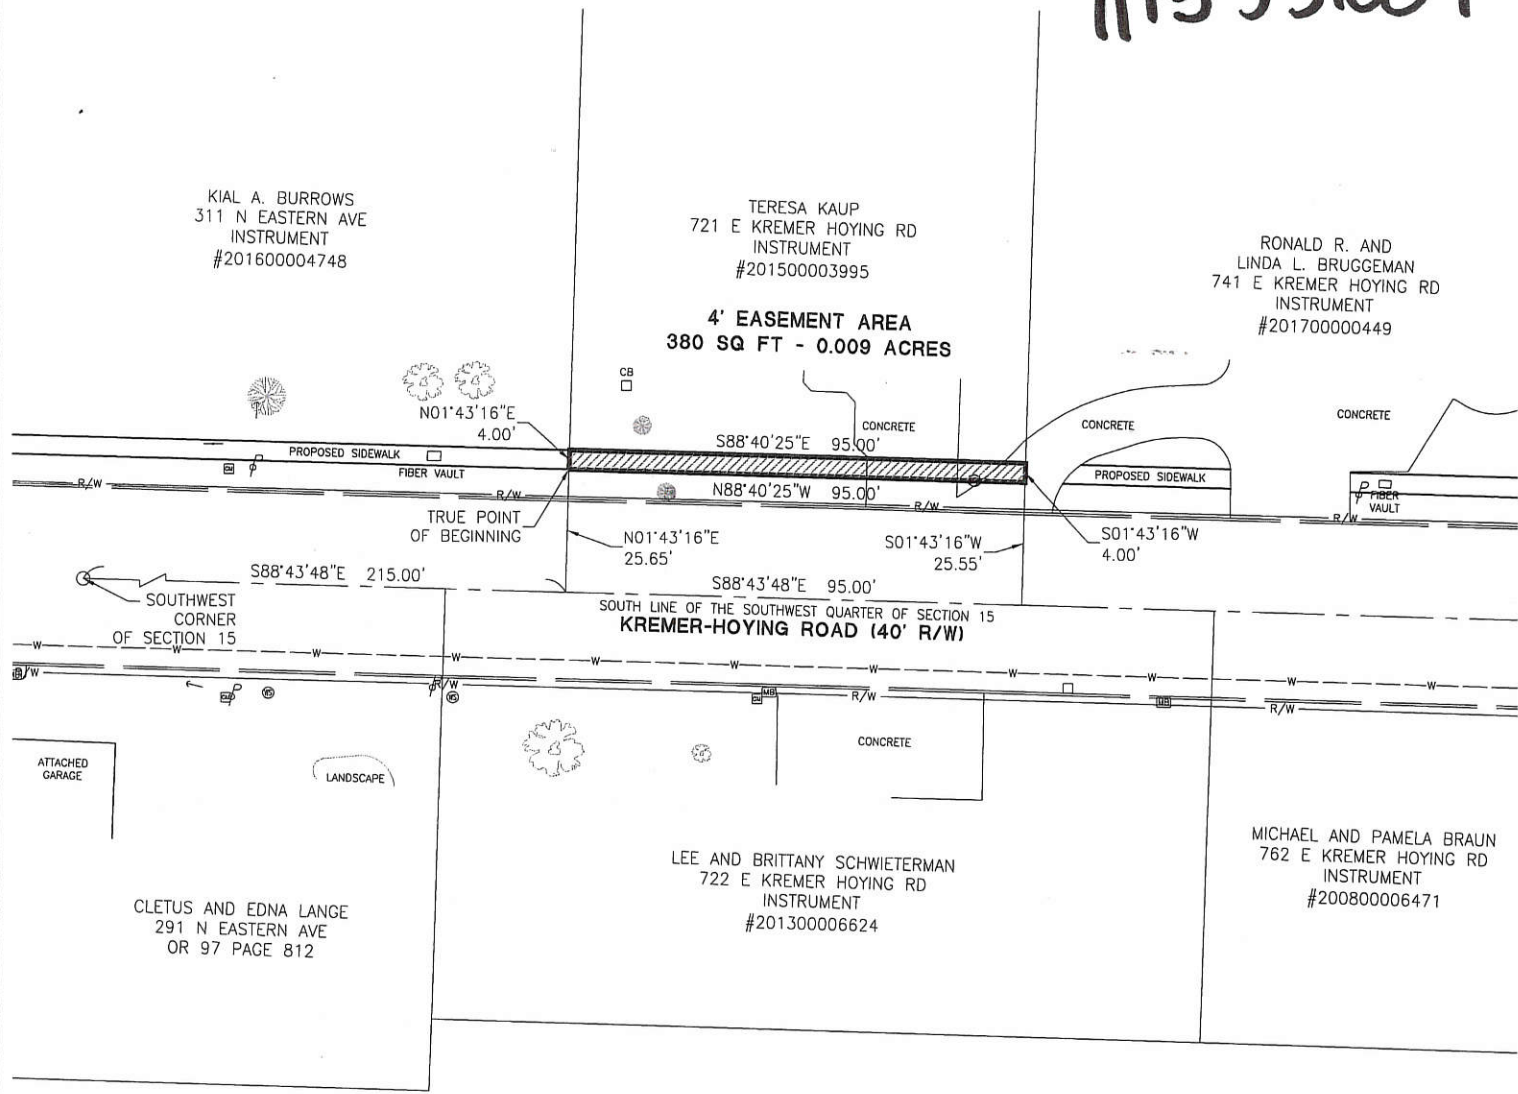 KIAL A. BURROWS
311 N EASTERN AVE
INSTRUMENT
#201600004748
TERESA KAUP
721 E KREMER HOYING RD
INSTRUMENT
#201500003995
RONALD R. AND
LINDA L. BRUGGEMAN
741 E KREMER HOYING RD
INSTRUMENT
#201700000449
4' EASEMENT AREA
380 SQ FT - 0.009 ACRES
CB
N01°43'16"E
4.00'
CONCRETE
CONCRETE
CONCRETE
S88°40'25"E 95.00'
PROPOSED SIDEWALK
FIBER VAULT
PROPOSED SIDEWALK
FIBER
VAULT
R/W
R/W
N88°40'25"W 95.00'
R/W
R/W
TRUE POINT
OF BEGINNING
N01°43'16"E
25.65'
S01°43'16"W
25.55'
S01°43'16"W
4.00'
S88°43'48"E 215.00'
S88°43'48"E 95.00'
SOUTHWEST
CORNER
OF SECTION 15
SOUTH LINE OF THE SOUTHWEST QUARTER OF SECTION 15
KREMER-HOYING ROAD (40' R/W)
W W W W W W W W W W W
R/W
R/W
MB
R/W
R/W
WS
WS
ATTACHED
GARAGE
LANDSCAPE
CONCRETE
CLETUS AND EDNA LANGE
291 N EASTERN AVE
OR 97 PAGE 812
LEE AND BRITTANY SCHWIETERMAN
722 E KREMER HOYING RD
INSTRUMENT
#201300006624
MICHAEL AND PAMELA BRAUN
762 E KREMER HOYING RD
INSTRUMENT
#200800006471